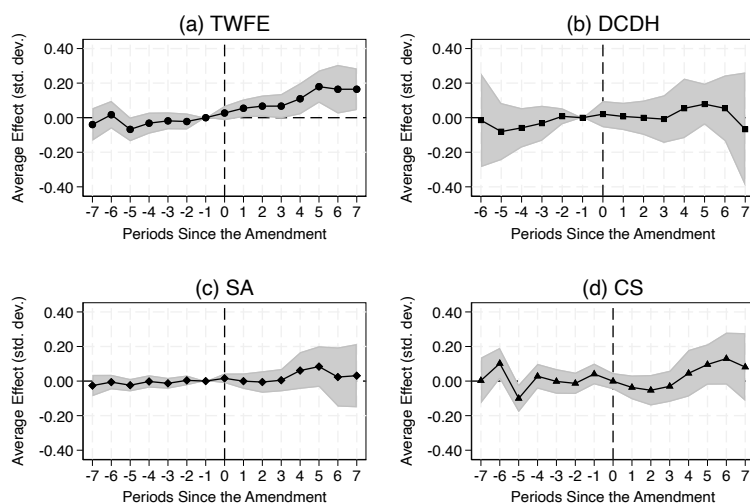 (a) TWFE
Average Effect (std. dev.)
0.40
0.20
0.00
-0.20
-0.40
-7 -6 -5 -4 -3 -2 -1 0 1 2 3 4 5 6 7
Periods Since the Amendment
(b) DCDH
Average Effect (std. dev.)
0.40
0.20
0.00
-0.20
-0.40
-6 -5 -4 -3 -2 -1 0 1 2 3 4 5 6 7
Periods Since the Amendment
(c) SA
Average Effect (std. dev.)
0.40
0.20
0.00
-0.20
-0.40
-7 -6 -5 -4 -3 -2 -1 0 1 2 3 4 5 6 7
Periods Since the Amendment
(d) CS
Average Effect (std. dev.)
0.40
0.20
0.00
-0.20
-0.40
-7 -6 -5 -4 -3 -2 -1 0 1 2 3 4 5 6 7
Periods Since the Amendment